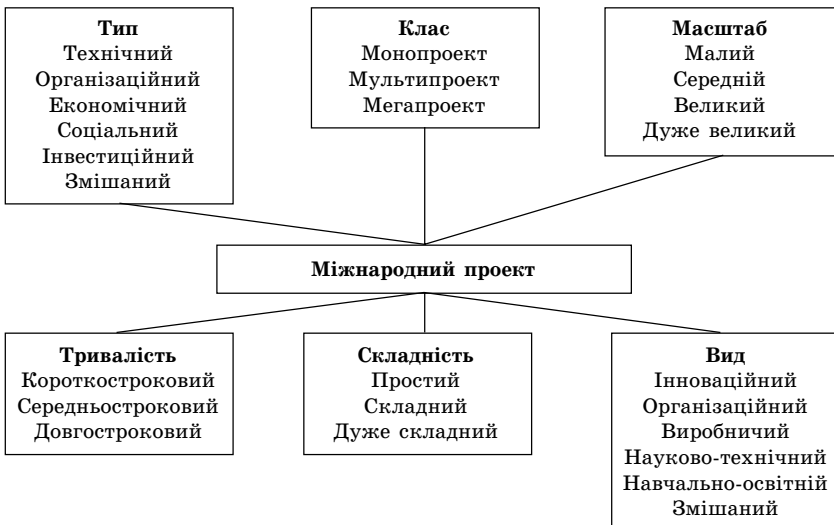 Тип
Технічний
Організаційний
Економічний
Соціальний
Інвестиційний
Змішаний
Клас
Монопроект
Мультипроект
Мегапроект
Масштаб
Малий
Середній
Великий
Дуже великий
Міжнародний проект
Тривалість
Короткостроковий
Середньостроковий
Довгостроковий
Складність
Простий
Складний
Дуже складний
Вид
Інноваційний
Організаційний
Виробничий
Науково-технічний
Навчально-освітній
Змішаний